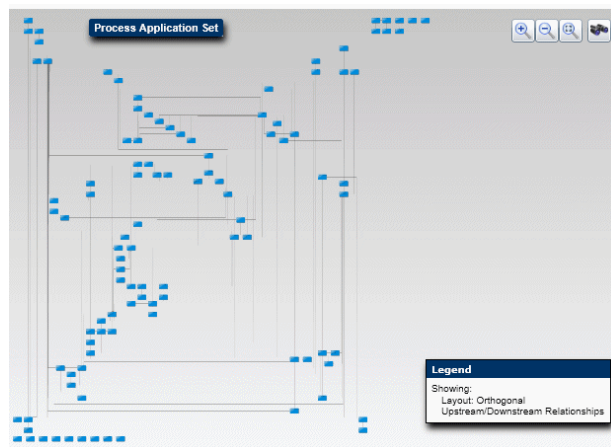 Process Application Set
Legend
Showing:
Layout: Orthogonal
Upstream/Downstream Relationships